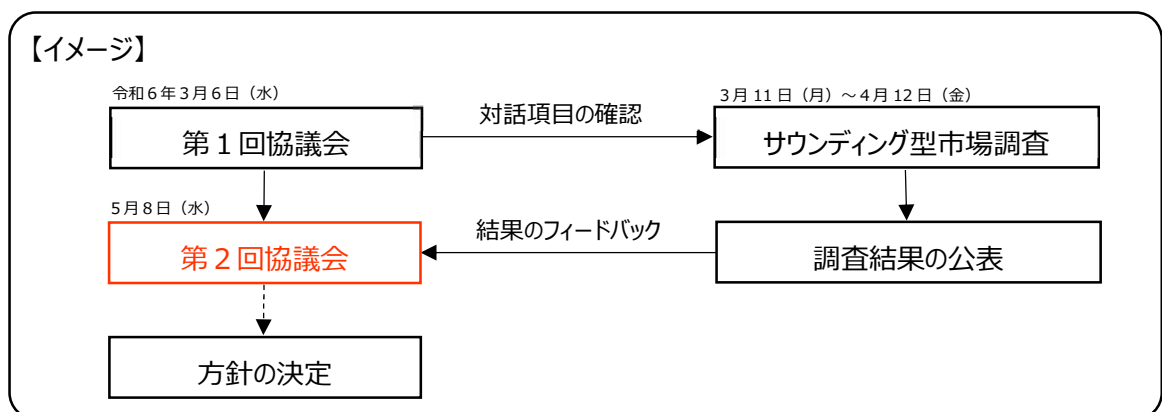 【イメージ】
令和６年３月６日（水）
第１回協議会
対話項目の確認
３月 11 日（月）～４月 12 日（金）
サウンディング型市場調査
５月８日（水）
第２回協議会
結果のフィードバック
調査結果の公表
方針の決定